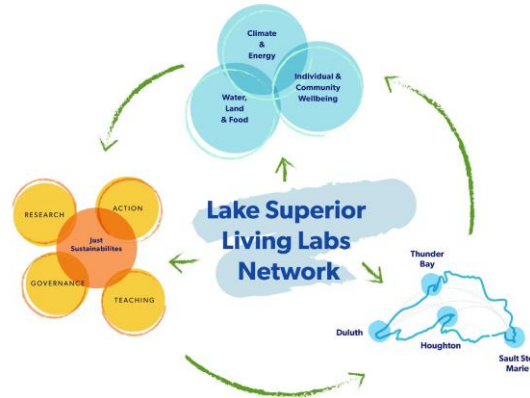 Climate
&
Energy
Individual &
Community
Wellbeing
Water,
Land
& Food
RESEARCH
ACTION
Just
Sustainabilites
GOVERNANCE
TEACHING
Lake Superior
Living Labs
Network
Thunder
Bay
Duluth
Houghton
Sault Ste
Marie